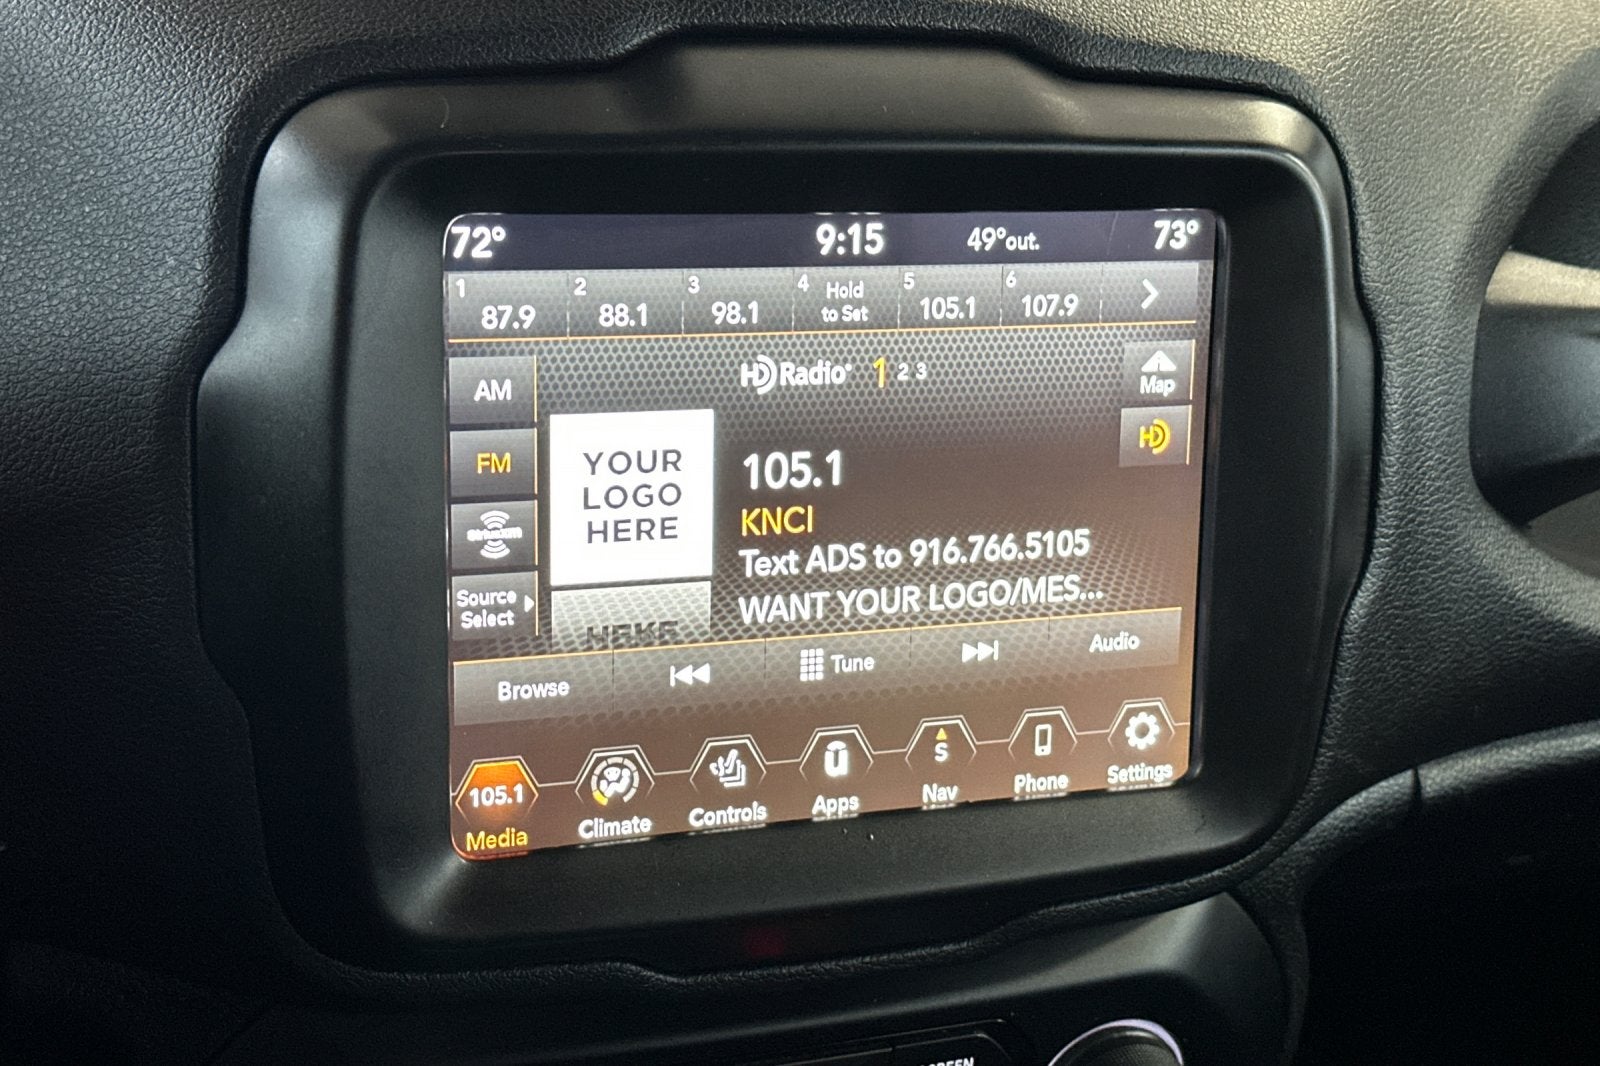 72° 9:15 49°out. 73°
1 87.9 2 88.1 3 98.1 4 Hold to Set 5 105.1 6 107.9
HD Radio 1 2 3
Map
AM
HD
FM
YOUR
LOGO
HERE
105.1
KNCI
SiriusXM
Text ADS to 916.766.5105
Source
Select
WANT YOUR LOGO/MES...
HERE
Browse Tune Audio
105.1 S
Media Climate Controls Apps Nav Phone Settings